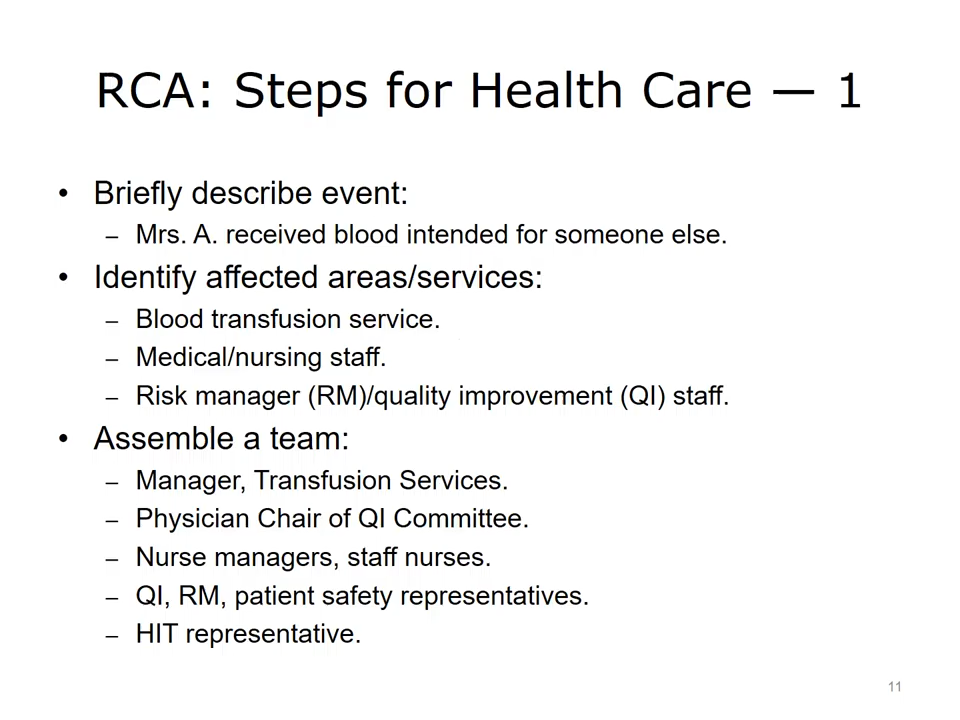 RCA: Steps for Health Care — 1
• Briefly describe event:
– Mrs. A. received blood intended for someone else.
• Identify affected areas/services:
– Blood transfusion service.
– Medical/nursing staff.
– Risk manager (RM)/quality improvement (QI) staff.
• Assemble a team:
– Manager, Transfusion Services.
– Physician Chair of QI Committee.
– Nurse managers, staff nurses.
– QI, RM, patient safety representatives.
– HIT representative.
11